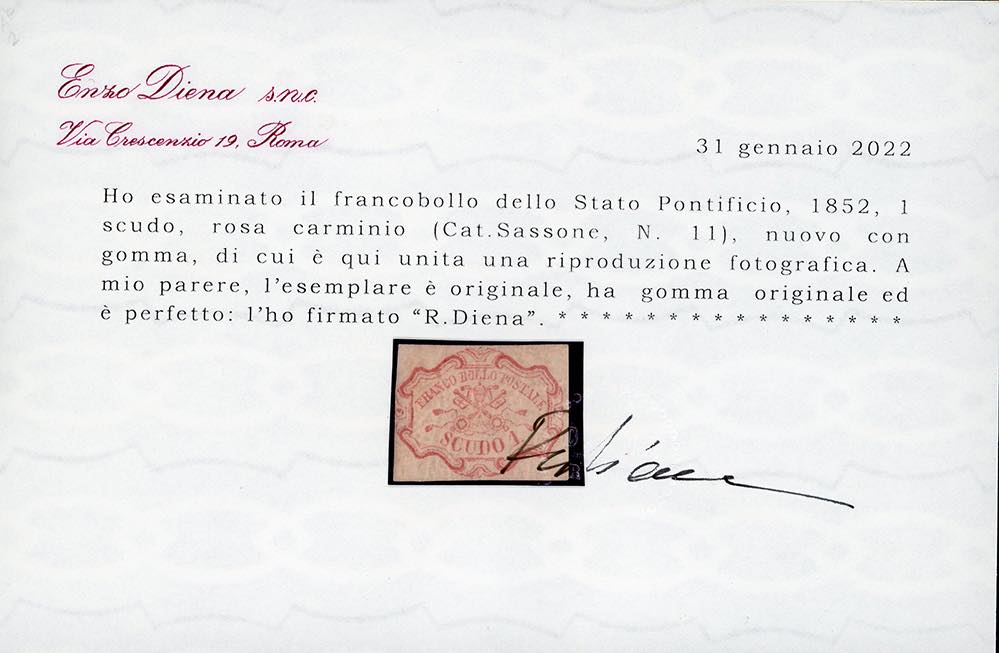 Enzo Diena s.n.c.
Via Crescenzio 19, Roma
31 gennaio 2022
Ho esaminato il francobollo dello Stato Pontificio, 1852, 1
scudo, rosa carminio (Cat.Sassone, N. 11), nuovo con
gomma, di cui è qui unita una riproduzione fotografica. A
mio parere, l'esemplare è originale, ha gomma originale ed
è perfetto: l'ho firmato “R.Diena”. * * * * * * * * * * * * * * * *
FRANCO BOLLO POSTALE
SCUDO 1